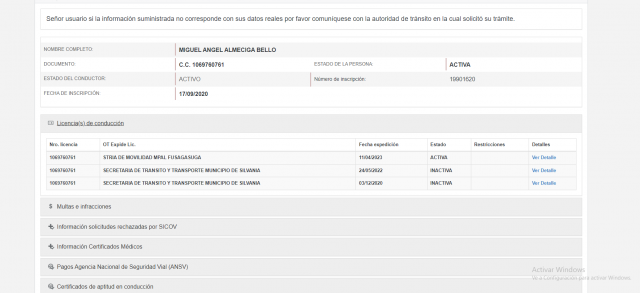 Señor usuario si la información suministrada no corresponde con sus datos reales por favor comuníquese con la autoridad de tránsito en la cual solicitó su trámite.
NOMBRE COMPLETO: MIGUEL ANGEL ALMECIGA BELLO
DOCUMENTO: C.C. 1069760761 ESTADO DE LA PERSONA: ACTIVA
ESTADO DEL CONDUCTOR: ACTIVO Número de inscripción: 19901620
FECHA DE INSCRIPCIÓN 17/09/2020
Licencia(s) de conducción
Nro. licencia OT Expide Lic. Fecha expedición Estado Restricciones Detalles
1069760761 STRIA DE MOVILIDAD MPAL FUSAGASUGA 11/04/2023 ACTIVA Ver Detalle
1069760761 SECRETARIA DE TRANSITO Y TRANSPORTE MUNICIPIO DE SILVANIA 24/05/2022 INACTIVA Ver Detalle
1069760761 SECRETARIA DE TRANSITO Y TRANSPORTE MUNICIPIO DE SILVANIA 03/12/2020 INACTIVA Ver Detalle
$ Multas e infracciones
Información solicitudes rechazadas por SICOV
Información Certificados Médicos
Pagos Agencia Nacional de Seguridad Vial (ANSV)
Certificados de aptitud en conducción
Activar Windows
Ve a Configuración para activar Windows.